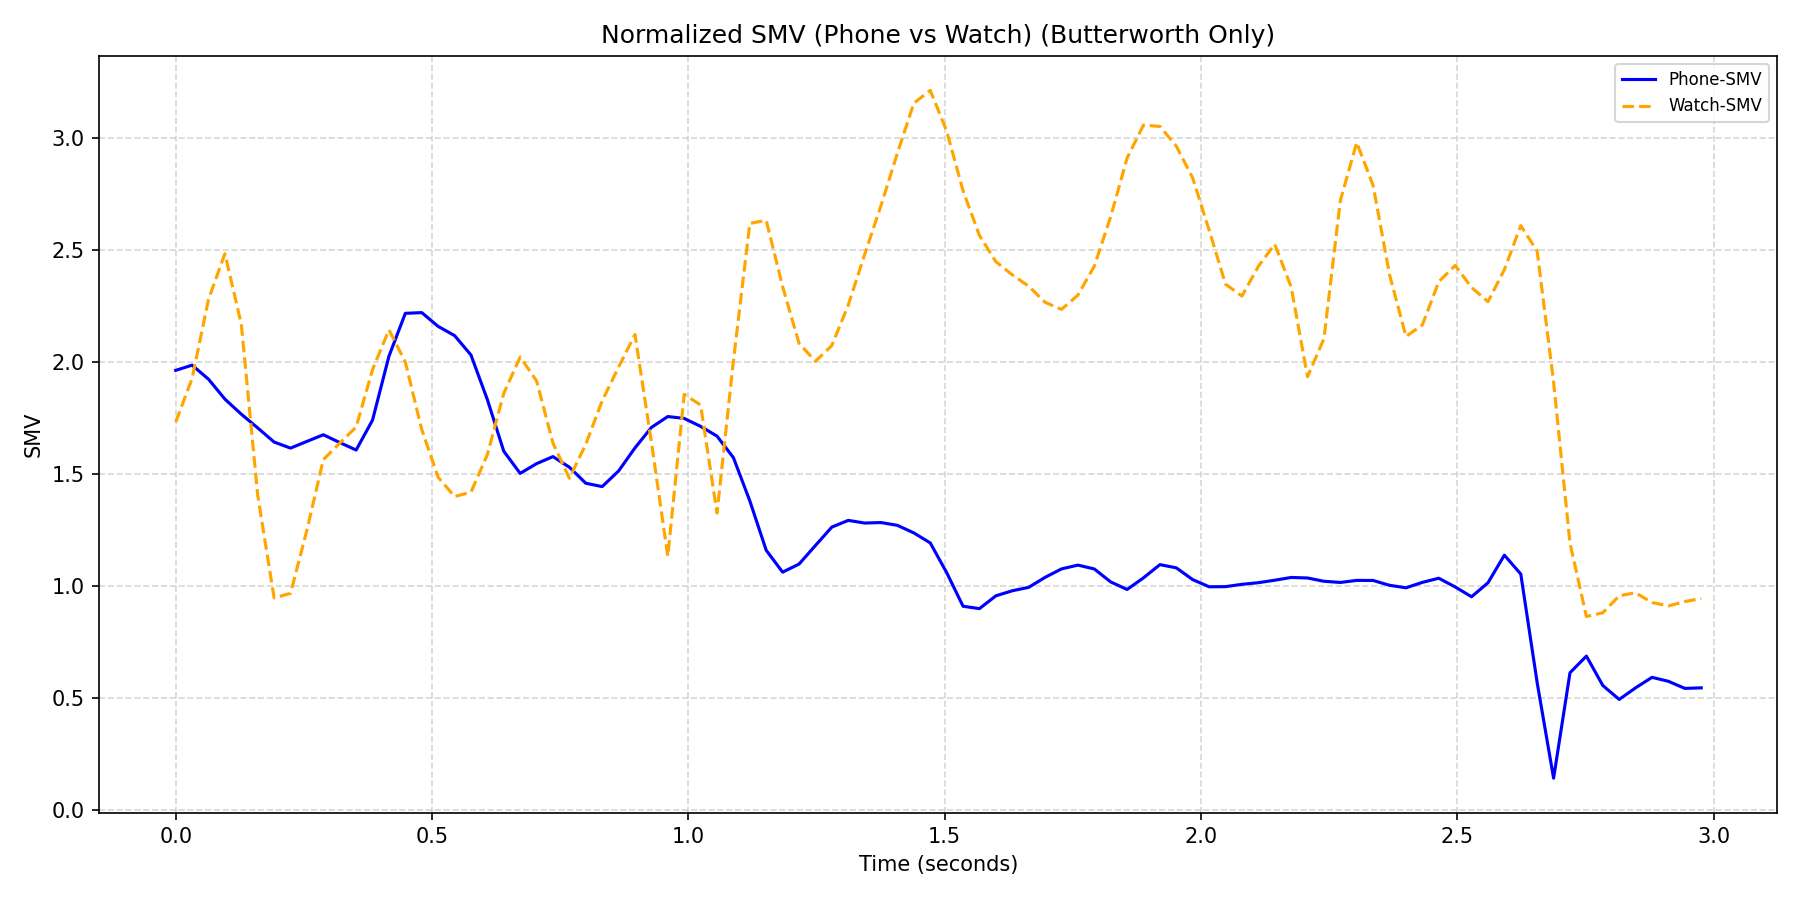 Normalized SMV (Phone vs Watch) (Butterworth Only)
Phone-SMV
Watch-SMV
SMV
3.0
2.5
2.0
1.5
1.0
0.5
0.0
0.0 0.5 1.0 1.5 2.0 2.5 3.0
Time (seconds)